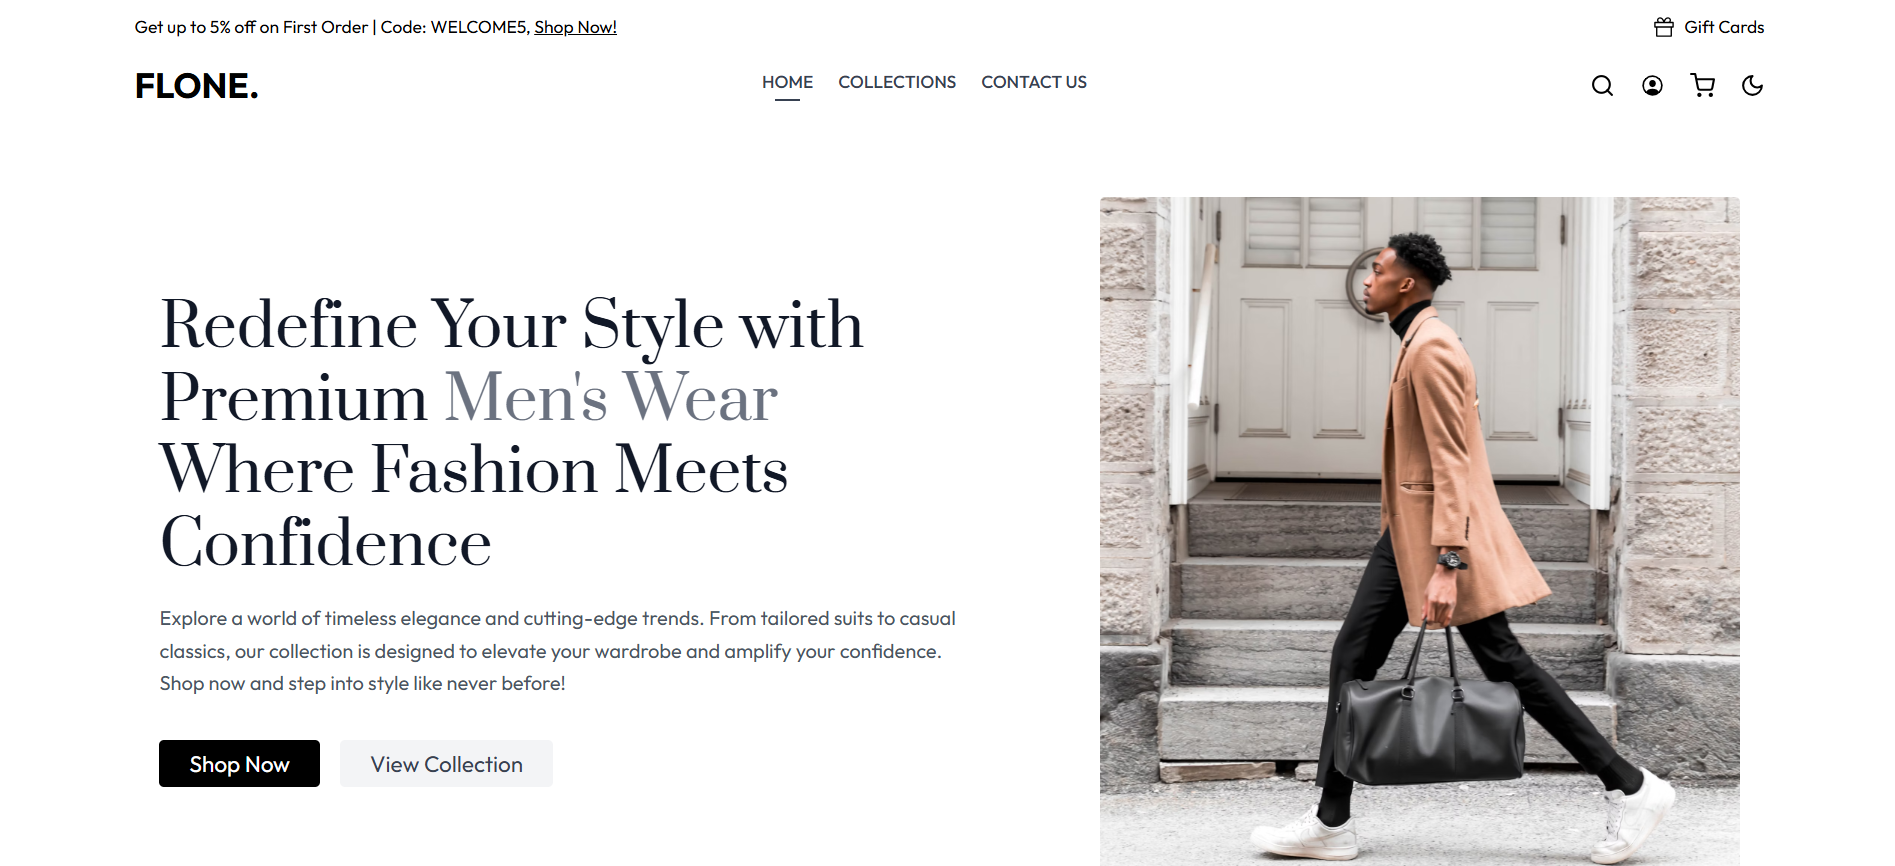 Get up to 5% off on First Order | Code: WELCOME5, Shop Now!
Gift Cards
FLONE.
HOME
COLLECTIONS
CONTACT US
Redefine Your Style with
Premium Men's Wear
Where Fashion Meets
Confidence
Explore a world of timeless elegance and cutting-edge trends. From tailored suits to casual
classics, our collection is designed to elevate your wardrobe and amplify your confidence.
Shop now and step into style like never before!
Shop Now
View Collection